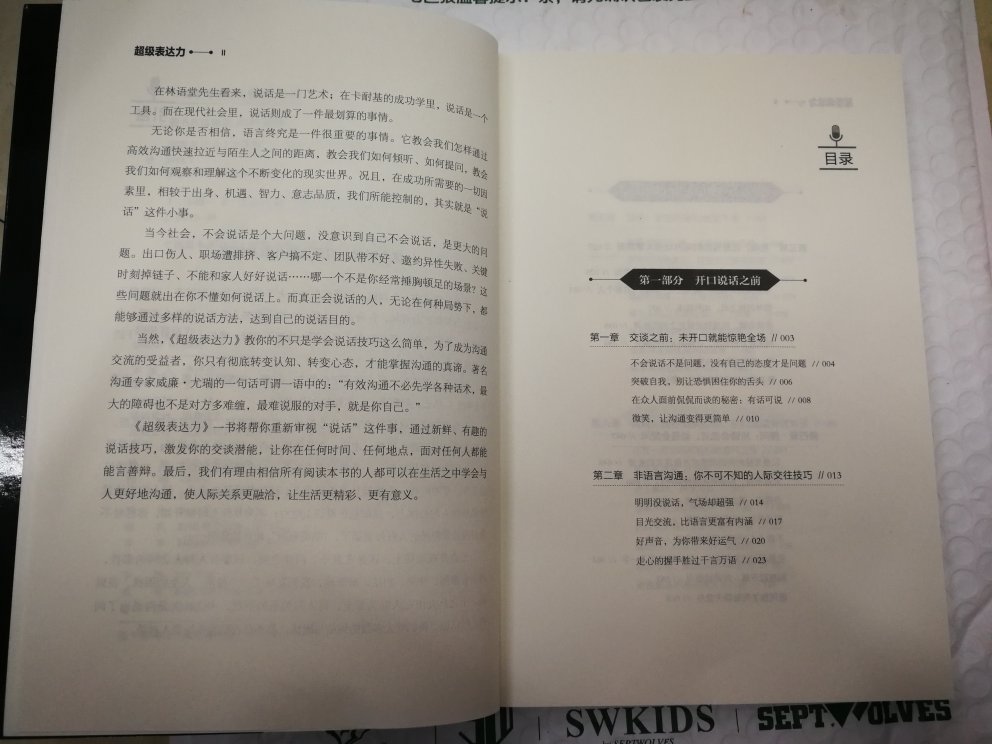 超级表达力 II
在林语堂先生看来，说话是一门艺术；在卡耐基的成功学里，说话是一个
工具。而在现代社会里，说话则成了一件最划算的事情。
无论你是否相信，语言终究是一件很重要的事情。它教会我们怎样通过
高效沟通快速拉近与陌生人之间的距离，教会我们如何倾听、如何提问，教会
我们如何观察和理解这个不断变化的现实世界。况且，在成功所需要的一切因
素里，相较于出身、机遇、智力、意志品质，我们所能控制的，其实就是“说
话”这件小事。
当今社会，不会说话是个大问题，没意识到自己不会说话，是更大的问
题。出口伤人、职场遭排挤、客户搞不定、团队带不好、邀约异性失败、关键
时刻掉链子、不能和家人好好说话……哪一个不是你经常捶胸顿足的场景？这
些问题就出在你不懂如何说话上。而真正会说话的人，无论在何种局势下，都
能够通过多样的说话方法，达到自己的说话目的。
当然，《超级表达力》教你的不只是学会说话技巧这么简单，为了成为沟通
交流的受益者，你只有彻底转变认知、转变心态，才能掌握沟通的真谛。著名
沟通专家威廉·尤瑞的一句话可谓一语中的：“有效沟通不必先学各种话术，最
大的障碍也不是对方多难缠，最难说服的对手，就是你自己。”
《超级表达力》一书将帮你重新审视“说话”这件事，通过新鲜、有趣的
说话技巧，激发你的交谈潜能，让你在任何时间、任何地点，面对任何人都能
能言善辩。最后，我们有理由相信所有阅读本书的人都可以在生活之中学会与
人更好地沟通，使人际关系更融洽，让生活更精彩、更有意义。
目录
第一部分 开口说话之前
第一章 交谈之前：未开口就能惊艳全场 // 003
不会说话不是问题，没有自己的态度才是问题 // 004
突破自我，别让恐惧困住你的舌头 // 006
在众人面前侃侃而谈的秘密：有话可说 // 008
微笑，让沟通变得更简单 // 010
第二章 非语言沟通：你不可不知的人际交往技巧 // 013
明明没说话，气场却超强 // 014
目光交流，比语言更富有内涵 // 017
好声音，为你带来好运气 // 020
走心的握手胜过千言万语 // 023
SWKIDS
SEPTWOLVES